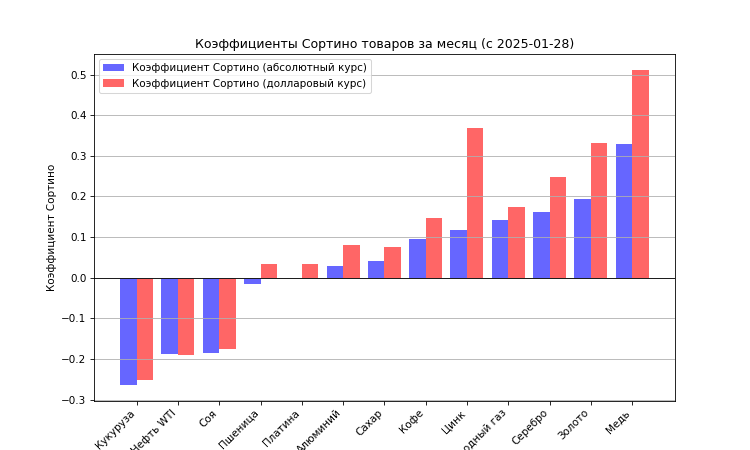 Коэффициенты Сортино товаров за месяц (с 2025-01-28)
Коэффициент Сортино (абсолютный курс)
Коэффициент Сортино (долларовый курс)
Коэффициент Сортино
0.5
0.4
0.3
0.2
0.1
0.0
−0.1
−0.2
−0.3
Кукуруза
Нефть WTI
Соя
Пшеница
Платина
Алюминий
Сахар
Кофе
Цинк
одный газ
Серебро
Золото
Медь